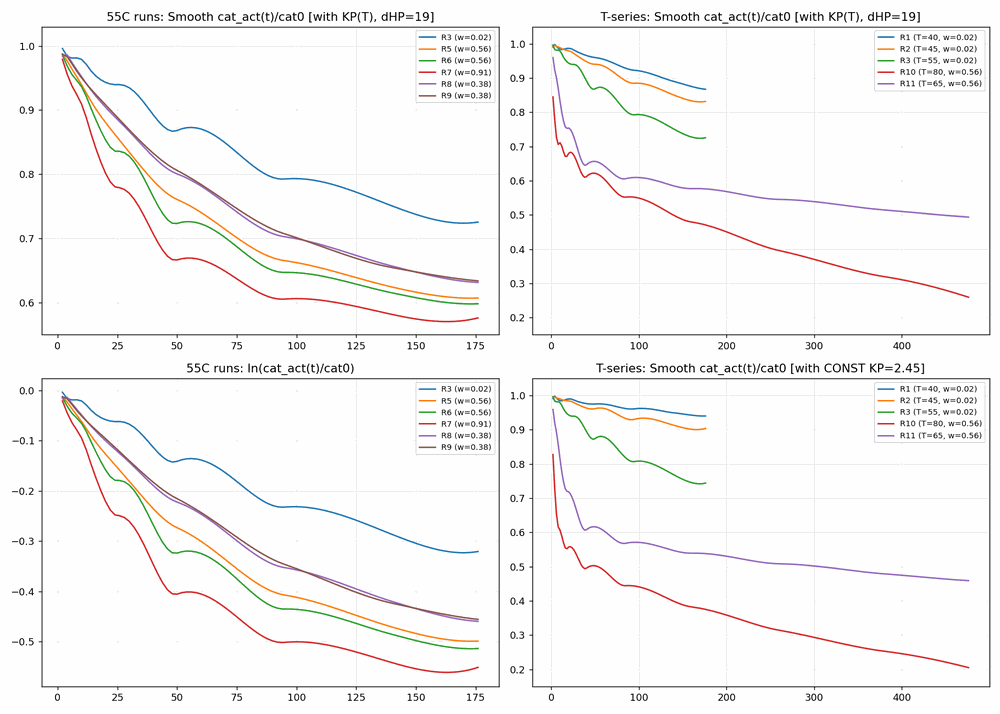 55C runs: Smooth cat_act(t)/cat0 [with KP(T), dHP=19]
1.0
0.9
0.8
0.7
0.6
0
25
50
75
100
125
150
175
R3 (w=0.02)
R5 (w=0.56)
R6 (w=0.56)
R7 (w=0.91)
R8 (w=0.38)
R9 (w=0.38)
T-series: Smooth cat_act(t)/cat0 [with KP(T), dHP=19]
1.0
0.9
0.8
0.7
0.6
0.5
0.4
0.3
0.2
0
100
200
300
400
R1 (T=40, w=0.02)
R2 (T=45, w=0.02)
R3 (T=55, w=0.02)
R10 (T=80, w=0.56)
R11 (T=65, w=0.56)
55C runs: ln(cat_act(t)/cat0)
0.0
−0.1
−0.2
−0.3
−0.4
−0.5
0
25
50
75
100
125
150
175
R3 (w=0.02)
R5 (w=0.56)
R6 (w=0.56)
R7 (w=0.91)
R8 (w=0.38)
R9 (w=0.38)
T-series: Smooth cat_act(t)/cat0 [with CONST KP=2.45]
1.0
0.9
0.8
0.7
0.6
0.5
0.4
0.3
0.2
0
100
200
300
400
R1 (T=40, w=0.02)
R2 (T=45, w=0.02)
R3 (T=55, w=0.02)
R10 (T=80, w=0.56)
R11 (T=65, w=0.56)